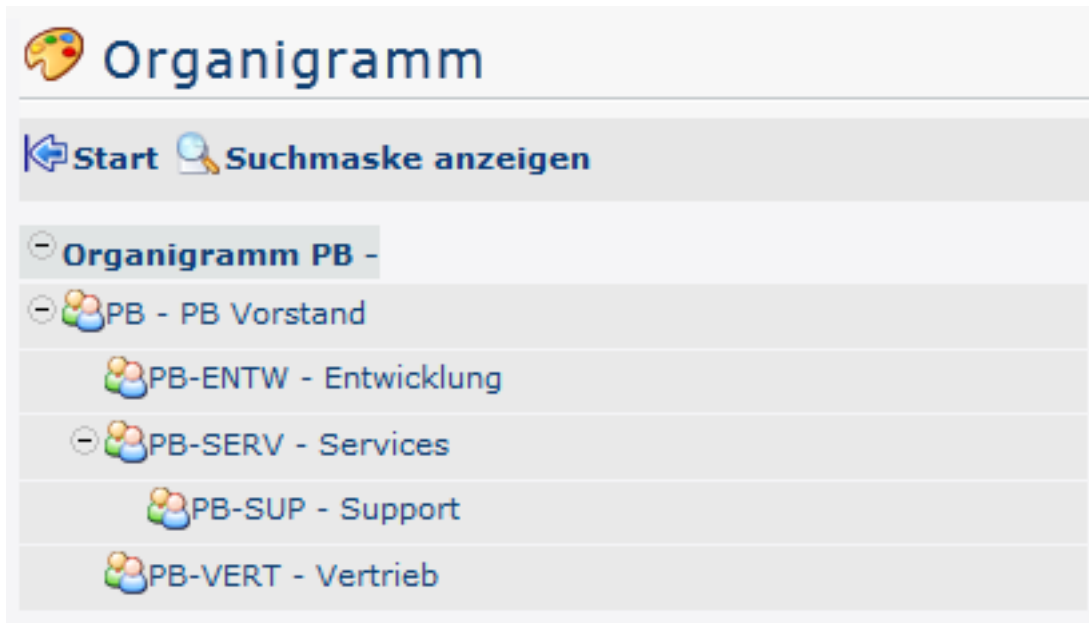 Organigramm
Start Suchmaske anzeigen
Organigramm PB -
PB - PB Vorstand
PB-ENTW - Entwicklung
PB-SERV - Services
PB-SUP - Support
PB-VERT - Vertrieb